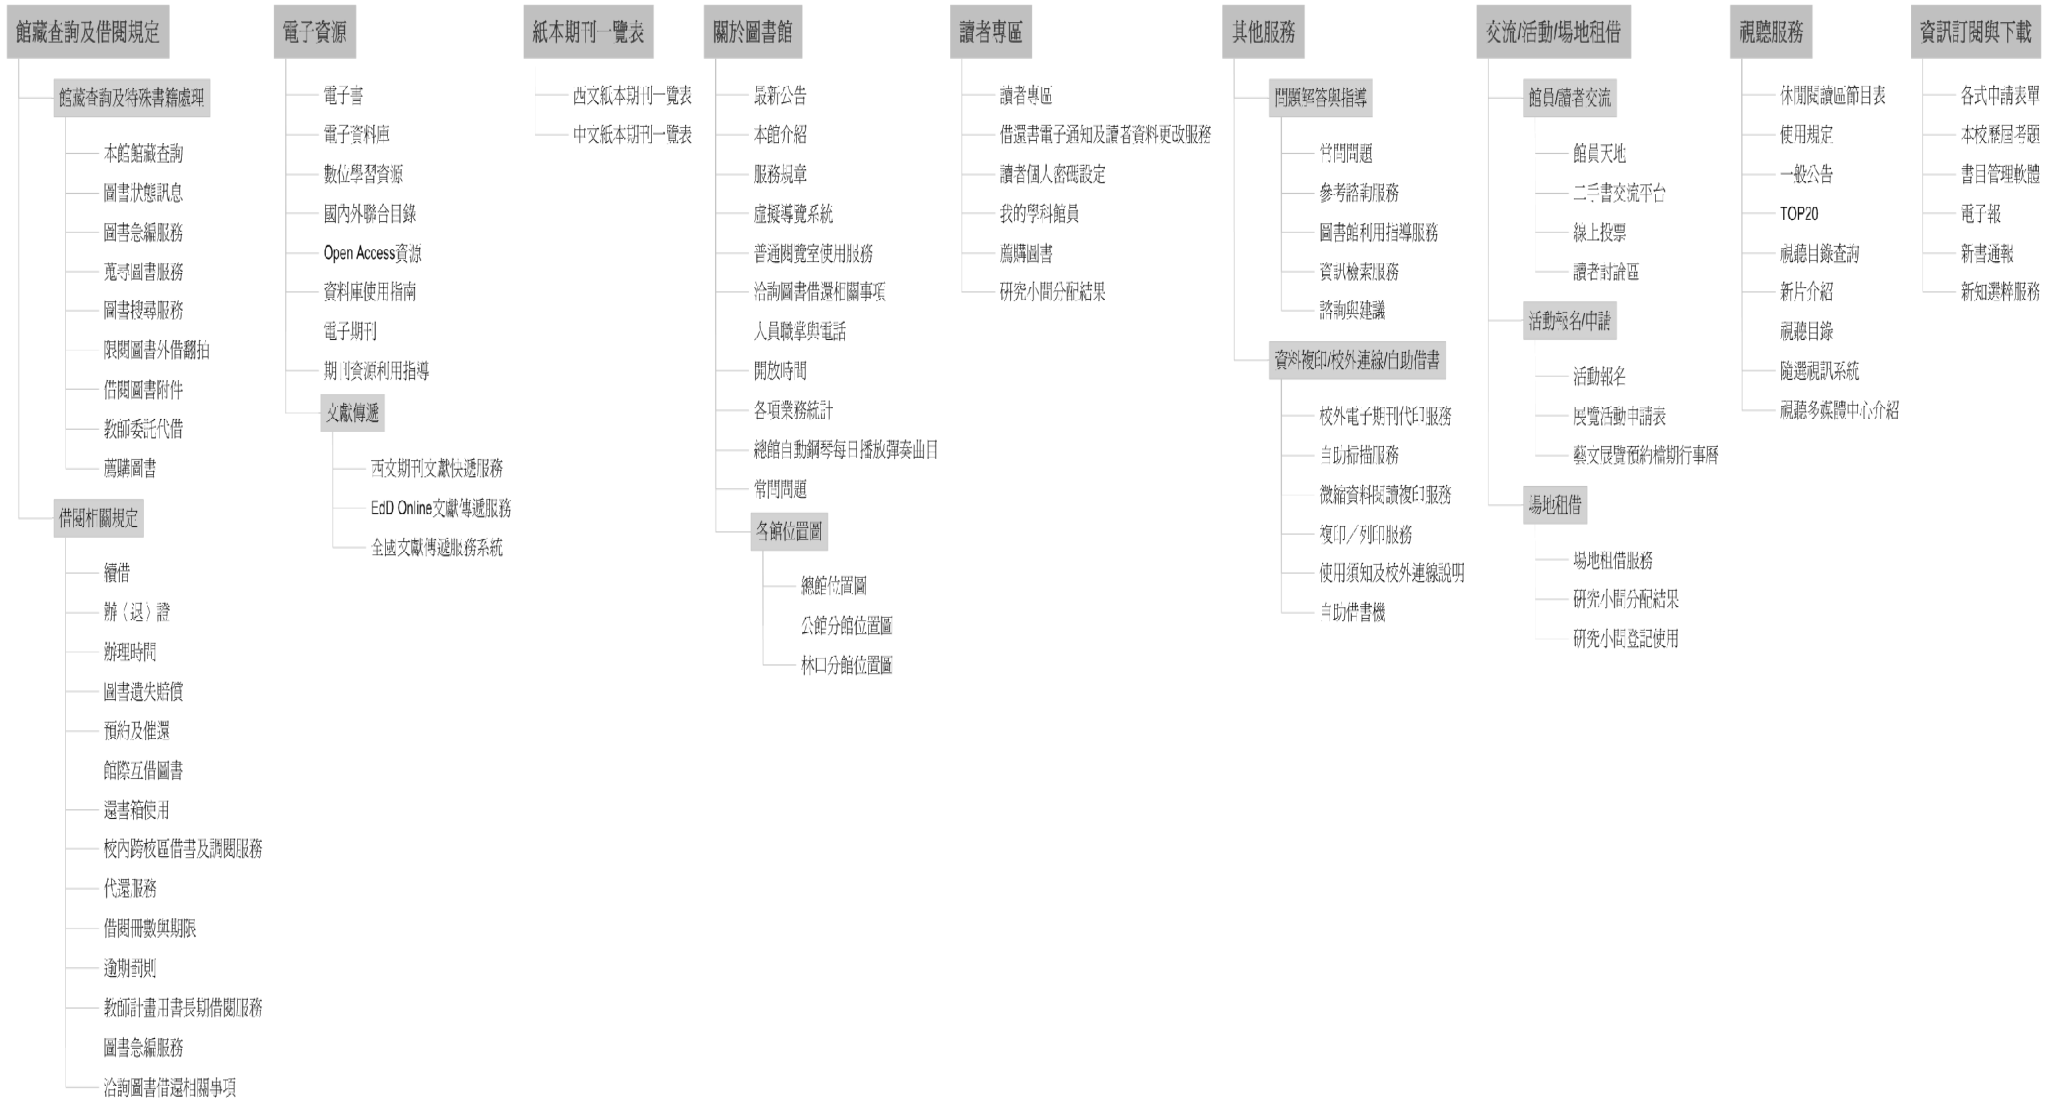 館藏查詢及借閱規定
館藏查詢及特殊書籍處理
本館館藏查詢
圖書狀態訊息
圖書急編服務
蒐尋圖書服務
圖書搜尋服務
限閱圖書外借翻拍
借閱圖書附件
教師委託代借
薦購圖書
借閱相關規定
續借
辦（退）證
辦理時間
圖書遺失賠償
預約及催還
館際互借圖書
還書箱使用
校內跨校區借書及調閱服務
代還服務
借閱冊數與期限
逾期罰則
教師計畫用書長期借閱服務
圖書急編服務
洽詢圖書借還相關事項
電子資源
電子書
電子資料庫
數位學習資源
國內外聯合目錄
Open Access資源
資料庫使用指南
電子期刊
期刊資源利用指導
文獻傳遞
西文期刊文獻快遞服務
EdD Online文獻傳遞服務
全國文獻傳遞服務系統
紙本期刊一覽表
西文紙本期刊一覽表
中文紙本期刊一覽表
關於圖書館
最新公告
本館介紹
服務規章
虛擬導覽系統
普通閱覽室使用服務
洽詢圖書借還相關事項
人員職掌與電話
開放時間
各項業務統計
總館自動鋼琴每日播放彈奏曲目
常問問題
各館位置圖
總館位置圖
公館分館位置圖
林口分館位置圖
讀者專區
讀者專區
借還書電子通知及讀者資料更改服務
讀者個人密碼設定
我的學科館員
薦購圖書
研究小間分配結果
其他服務
問題解答與指導
常問問題
參考諮詢服務
圖書館利用指導服務
資訊檢索服務
諮詢與建議
資料複印/校外連線/自助借書
校外電子期刊代印服務
自助掃描服務
微縮資料閱讀複印服務
複印／列印服務
使用須知及校外連線說明
自助借書機
交流/活動/場地租借
館員/讀者交流
館員天地
二手書交流平台
線上投票
讀者討論區
活動報名/申請
活動報名
展覽活動申請表
藝文展覽預約檔期行事曆
場地租借
場地租借服務
研究小間分配結果
研究小間登記使用
視聽服務
休閒閱讀區節目表
使用規定
一般公告
TOP20
視聽目錄查詢
新片介紹
視聽目錄
隨選視訊系統
視聽多媒體中心介紹
資訊訂閱與下載
各式申請表單
本校歷屆考題
書目管理軟體
電子報
新書通報
新知選粹服務